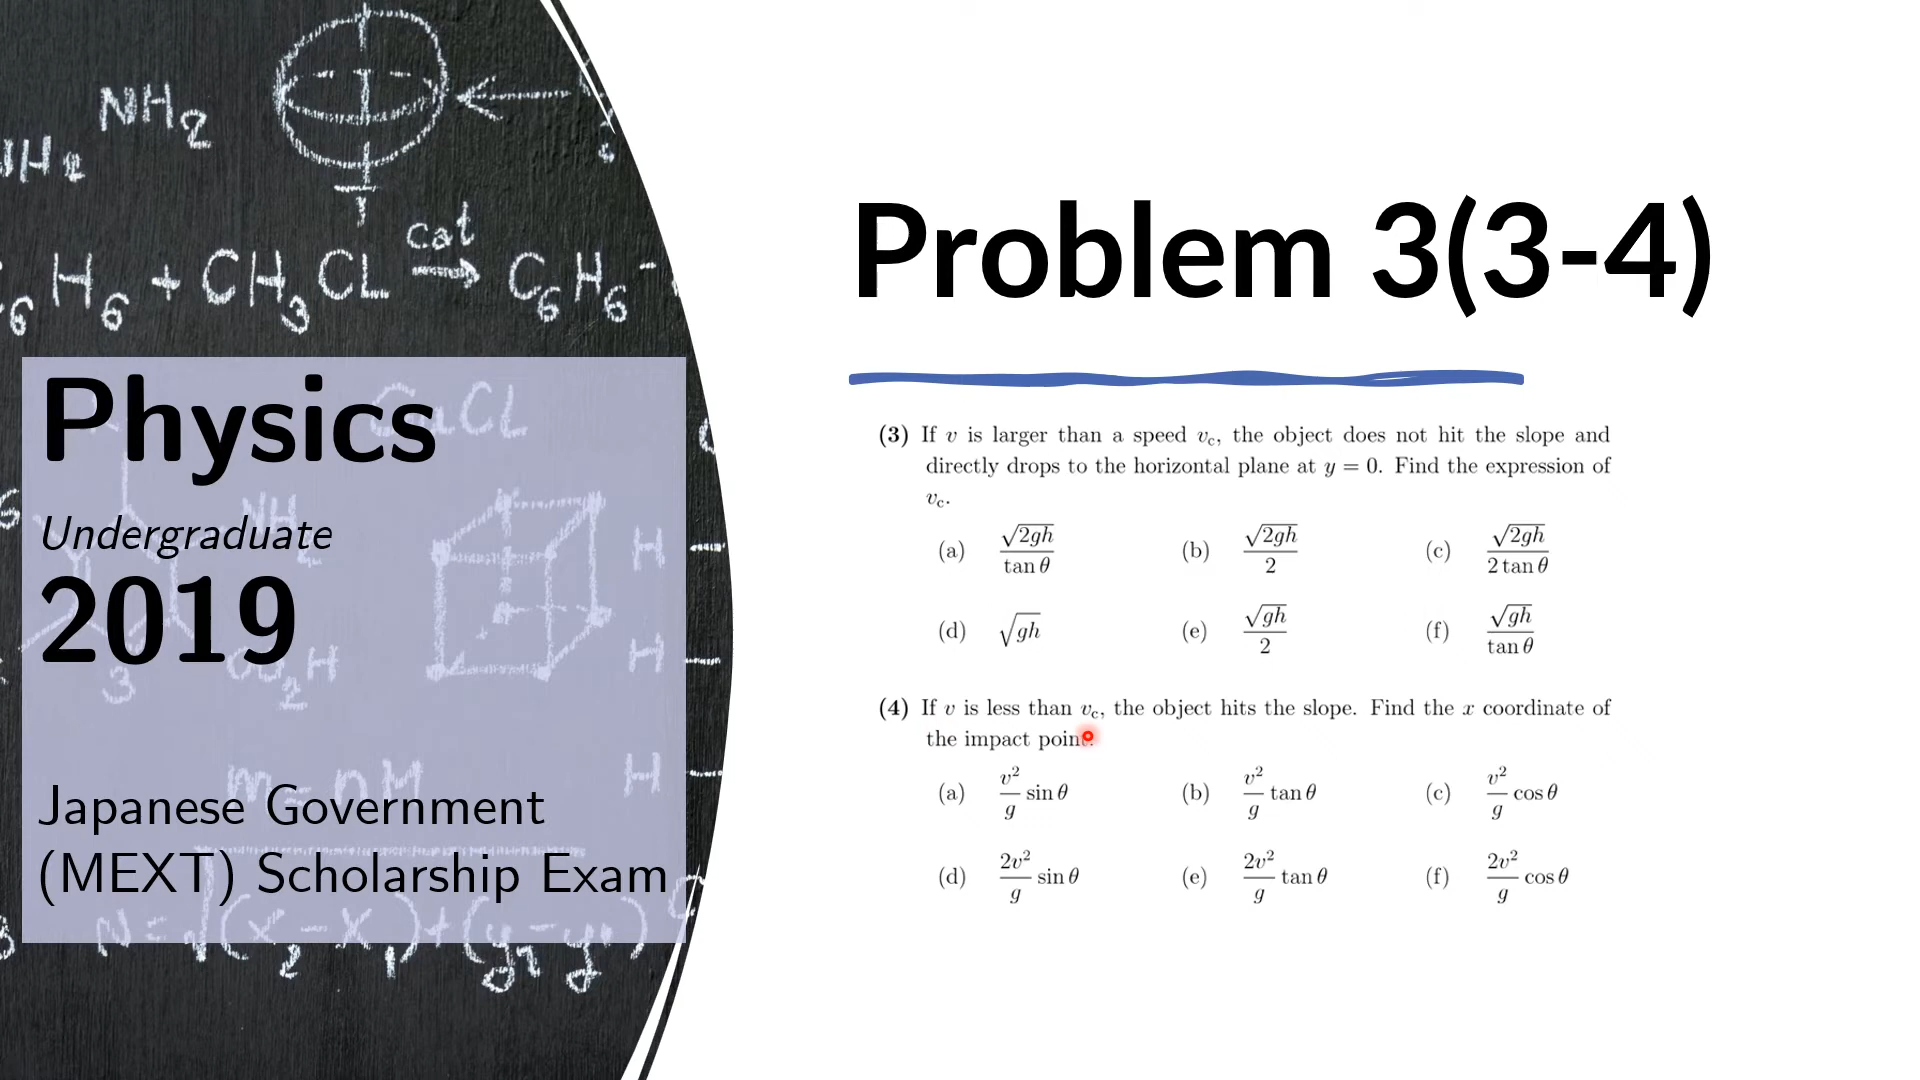 NH₂
NH₂
cat
H₆ + CH₃CL → C₆H₆ -
Physics
Undergraduate
2019
Japanese Government
(MEXT) Scholarship Exam
Problem 3(3-4)
(3) If v is larger than a speed v_c, the object does not hit the slope and
directly drops to the horizontal plane at y = 0. Find the expression of
v_c.
(a) √(2gh)/tan θ (b) √(2gh)/2 (c) √(2gh)/(2 tan θ)
(d) √(gh) (e) √(gh)/2 (f) √(gh)/tan θ
(4) If v is less than v_c, the object hits the slope. Find the x coordinate of
the impact point.
(a) v²/g sin θ (b) v²/g tan θ (c) v²/g cos θ
(d) 2v²/g sin θ (e) 2v²/g tan θ (f) 2v²/g cos θ